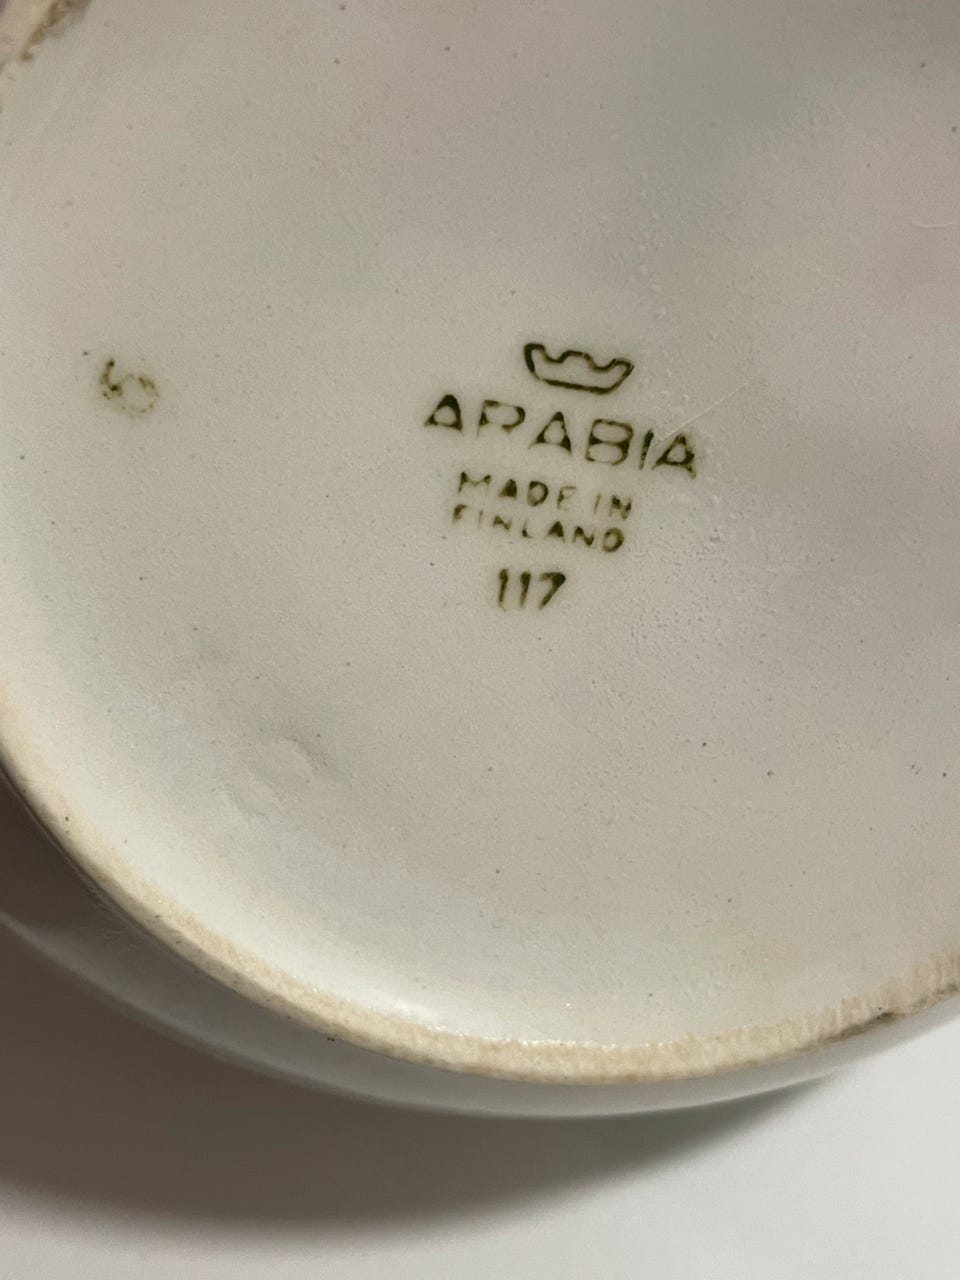 ARABIA
MADE IN
FINLAND
117